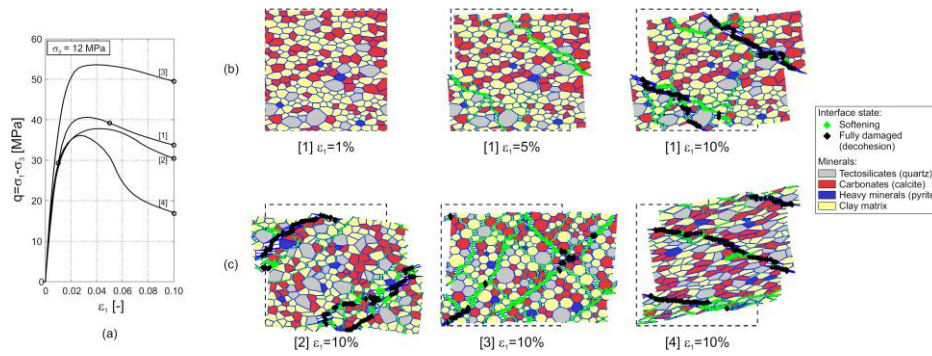 σ₃ = 12 MPa
q=σ₁-σ₃ [MPa]
60
50
40
30
20
10
0
0
0.02
0.04
0.06
0.08
0.10
ε₁ [-]
[3]
[1]
[2]
[4]
(a)
(b)
[1] ε₁=1%
[1] ε₁=5%
[1] ε₁=10%
Interface state:
Softening
Fully damaged
(decohesion)
Minerals:
Tectosilicates (quartz)
Carbonates (calcite)
Heavy minerals (pyrite
Clay matrix
(c)
[2] ε₁=10%
[3] ε₁=10%
[4] ε₁=10%